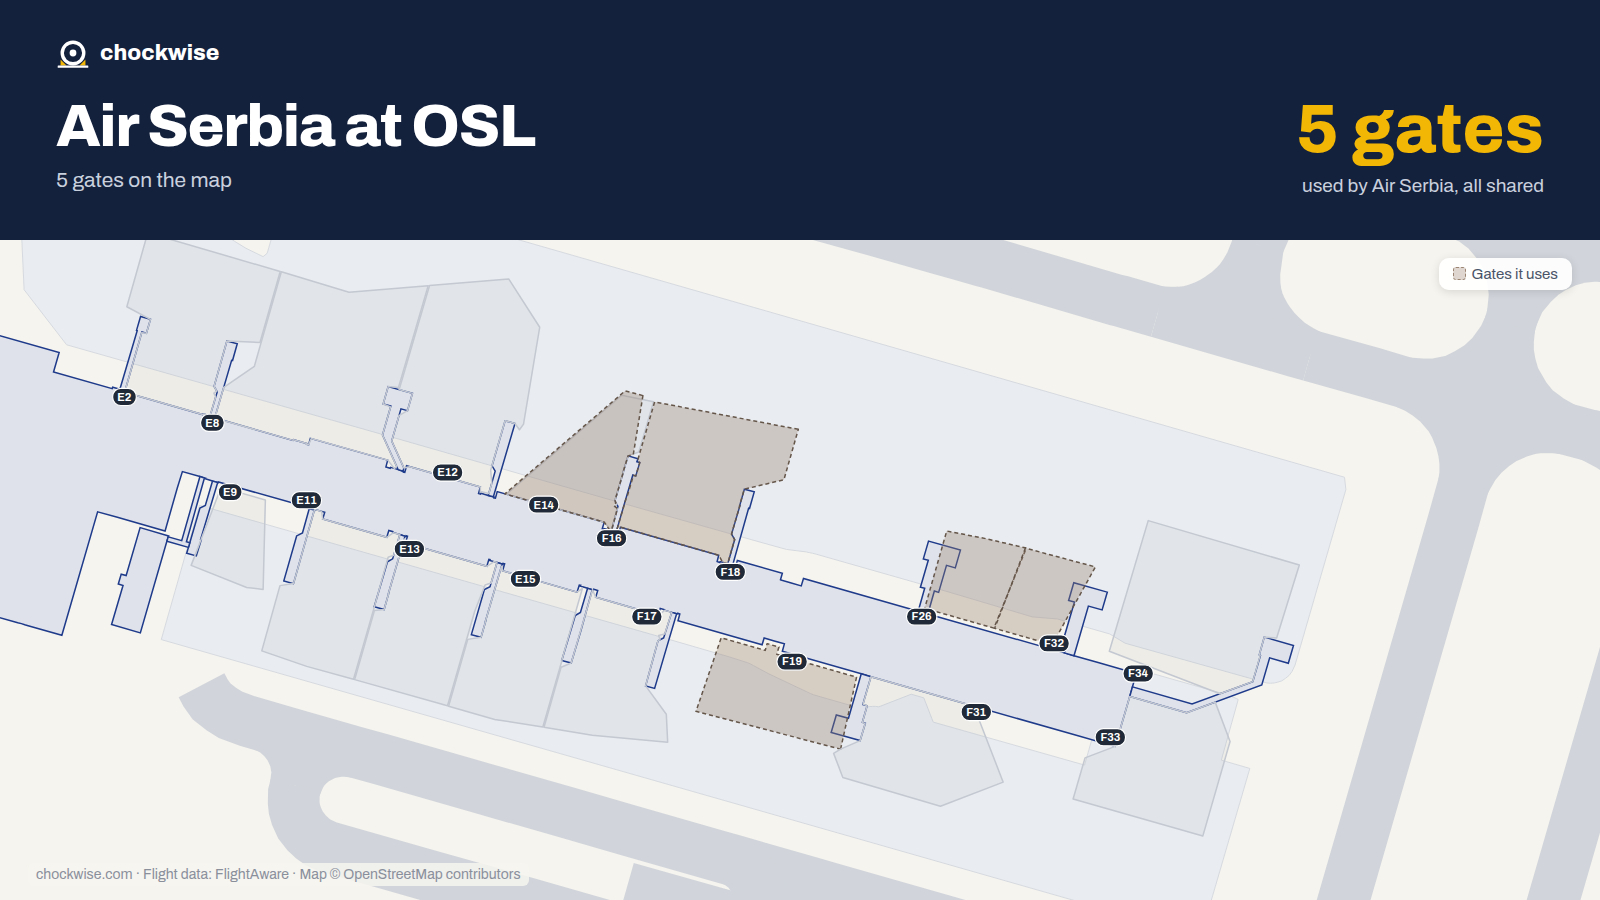 chockwise
Air Serbia at OSL
5 gates on the map
5 gates
used by Air Serbia, all shared
Gates it uses
E2
E8
E12
E14
E9
E11
E13
E15
F16
F18
F17
F19
F26
F32
F34
F31
F33
chockwise.com · Flight data: FlightAware · Map © OpenStreetMap contributors